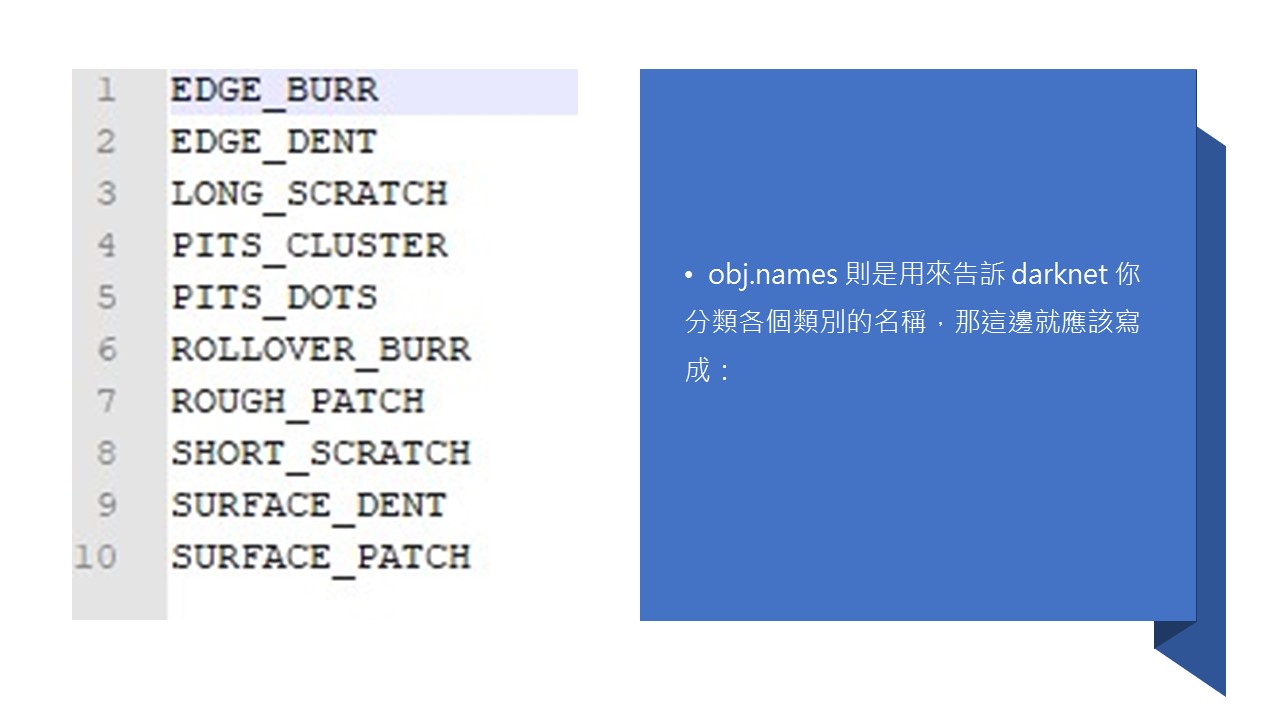 1 EDGE_BURR
2 EDGE_DENT
3 LONG_SCRATCH
4 PITS_CLUSTER
5 PITS_DOTS
6 ROLLOVER_BURR
7 ROUGH_PATCH
8 SHORT_SCRATCH
9 SURFACE_DENT
10 SURFACE_PATCH
• obj.names 則是用來告訴 darknet 你
分類各個類別的名稱，那這邊就應該寫
成：